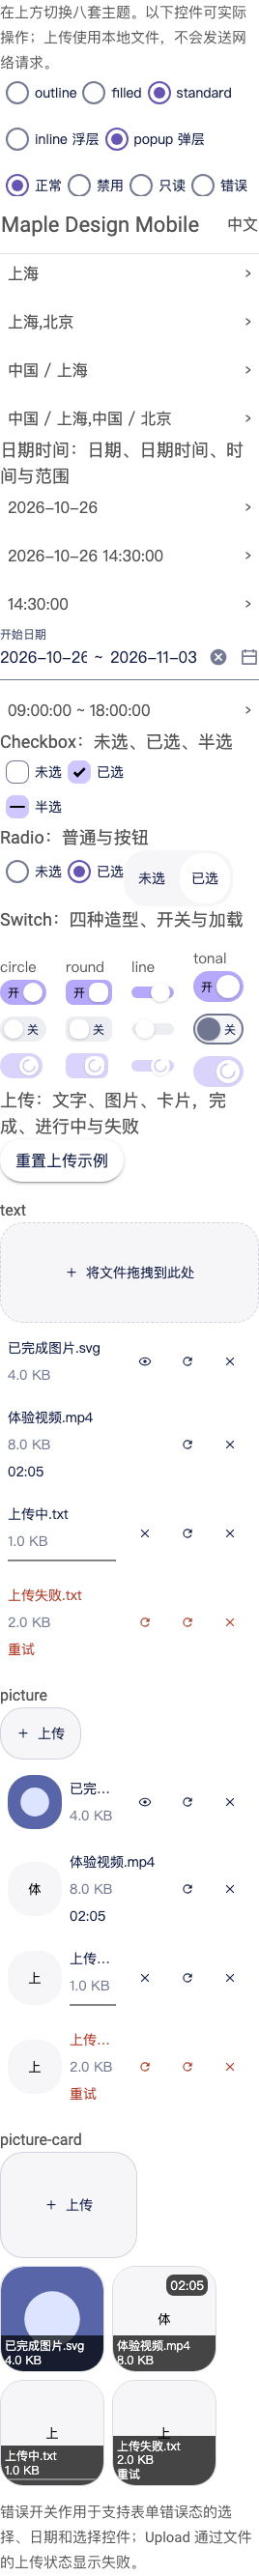 在上方切换八套主题。以下控件可实际
操作；上传使用本地文件，不会发送网
络请求。
outline filled standard
inline 浮层 popup 弹层
正常 禁用 只读 错误
Maple Design Mobile 中文
上海
上海,北京
中国 / 上海
中国 / 上海,中国 / 北京
日期时间：日期、日期时间、时
间与范围
2026-10-26
2026-10-26 14:30:00
14:30:00
开始日期
2026-10-26 ~ 2026-11-03
09:00:00 ~ 18:00:00
Checkbox：未选、已选、半选
未选 已选
半选
Radio：普通与按钮
未选 已选 未选 已选
Switch：四种造型、开关与加载
circle round line tonal
开 开 开
关 关 关
上传：文字、图片、卡片，完
成、进行中与失败
重置上传示例
text
+ 将文件拖拽到此处
已完成图片.svg
4.0 KB
体验视频.mp4
8.0 KB
02:05
上传中.txt
1.0 KB
上传失败.txt
2.0 KB
重试
picture
+ 上传
已完...
4.0 KB
体验视频.mp4
体 8.0 KB
02:05
上传...
上 1.0 KB
上传...
上 2.0 KB
重试
picture-card
+ 上传
已完成图片.svg
4.0 KB
02:05
体
体验视频.mp4
8.0 KB
上
上传中.txt
1.0 KB
上
上传失败.txt
2.0 KB
重试
错误开关作用于支持表单错误态的选
择、日期和选择控件；Upload 通过文件
的上传状态显示失败。